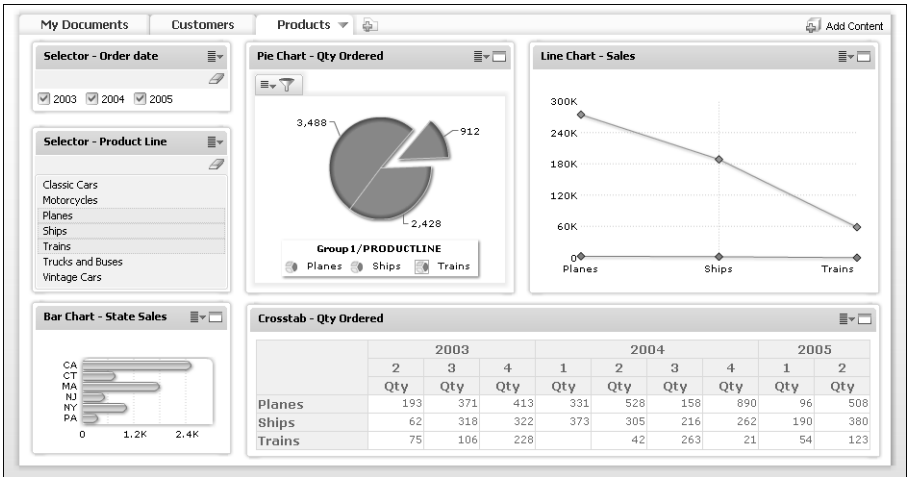 My Documents Customers Products Add Content
Selector - Order date
2003 2004 2005
Selector - Product Line
Classic Cars
Motorcycles
Planes
Ships
Trains
Trucks and Buses
Vintage Cars
Pie Chart - Qty Ordered
3,488
912
2,428
Group1/PRODUCTLINE
Planes Ships Trains
Line Chart - Sales
300K
240K
180K
120K
60K
0
Planes Ships Trains
Bar Chart - State Sales
CA
CT
MA
NJ
NY
PA
0 1.2K 2.4K
Crosstab - Qty Ordered
2003 2004 2005
2 3 4 1 2 3 4 1 2
Qty Qty Qty Qty Qty Qty Qty Qty Qty
Planes 193 371 413 331 528 158 890 96 508
Ships 62 318 322 373 305 216 262 190 380
Trains 75 106 228 42 263 21 54 123